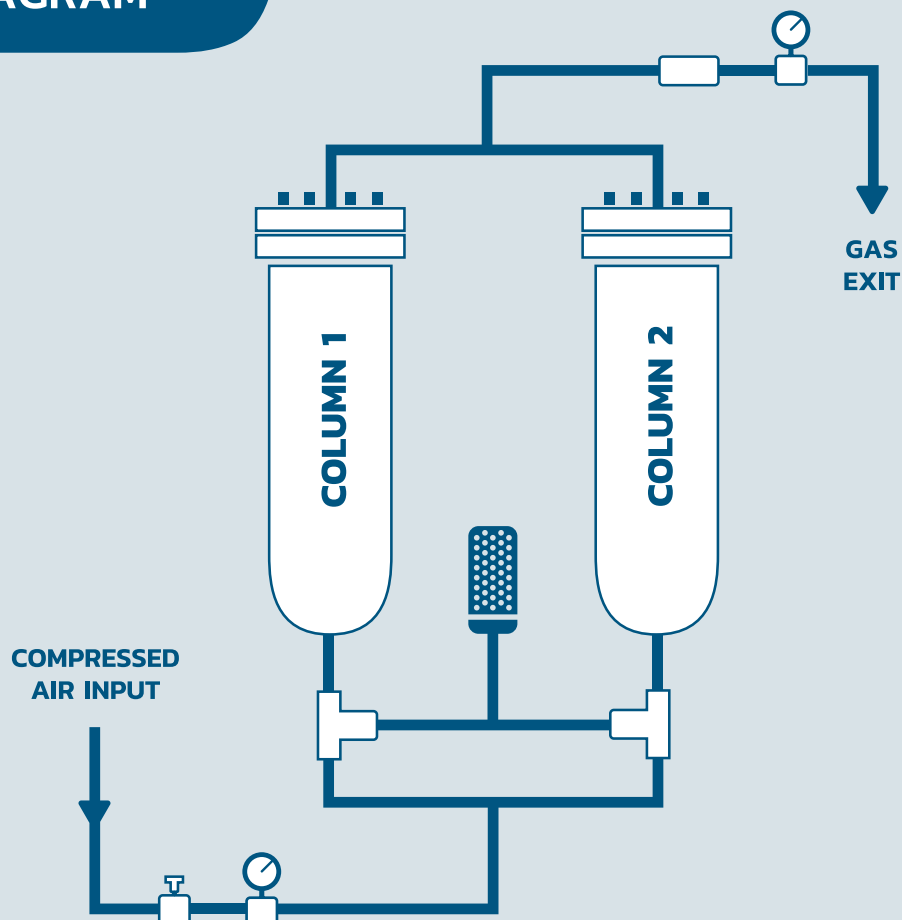 COLUMN 1
COLUMN 2
GAS
EXIT
COMPRESSED
AIR INPUT